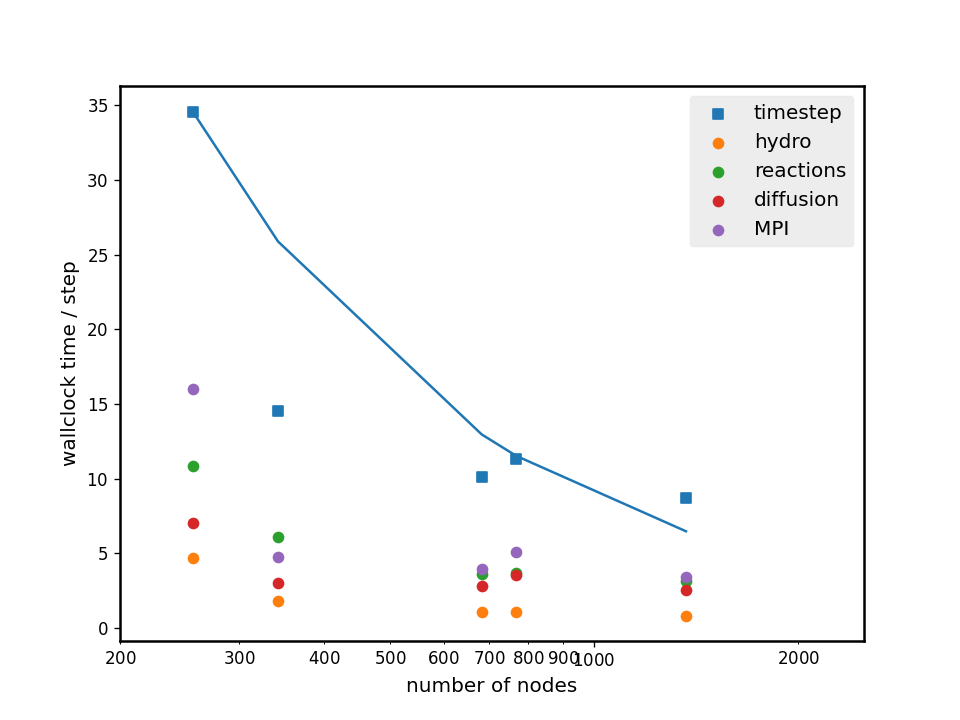 35
30
25
20
15
10
5
0
wallclock time / step
timestep
hydro
reactions
diffusion
MPI
200 300 400 500 600 700 800 900 1000 2000
number of nodes